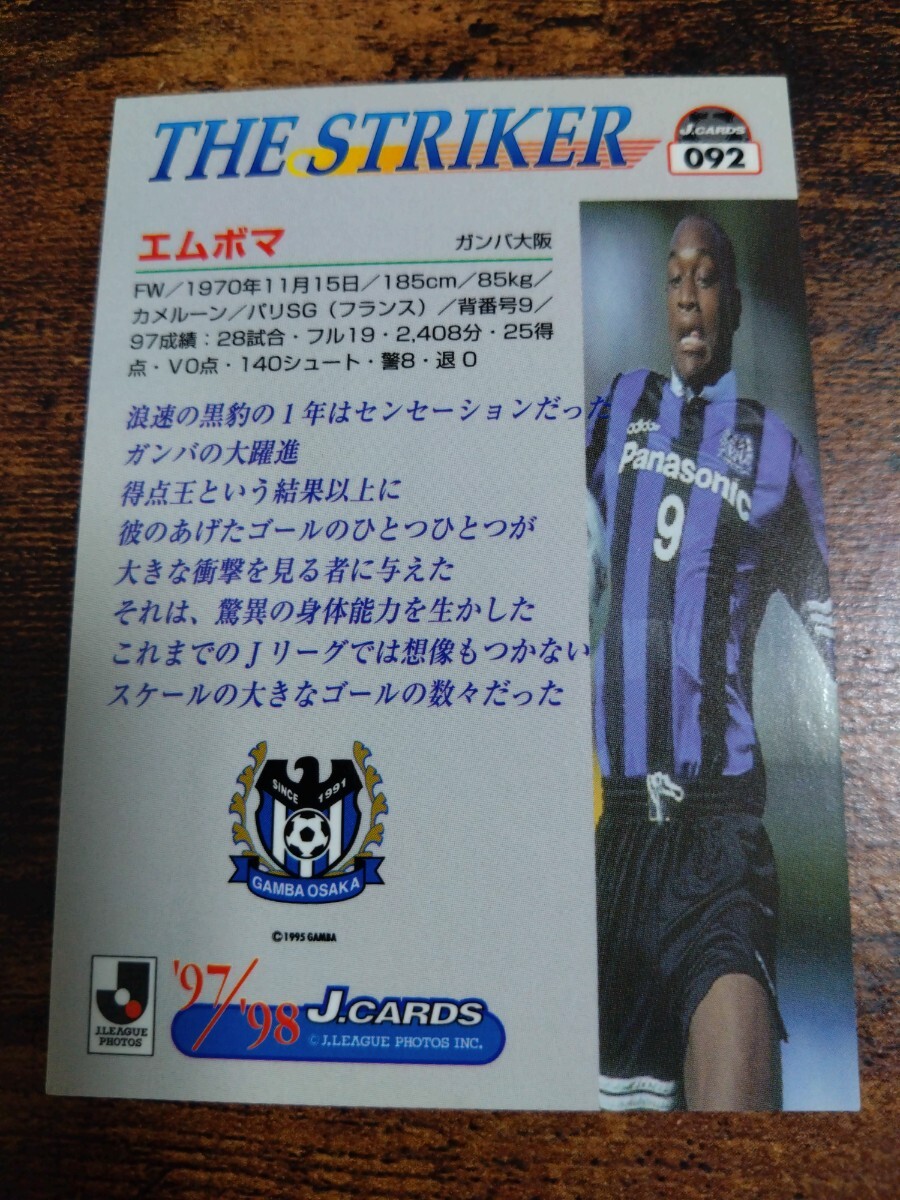 THE STRIKER
J.CARDS
092
エムボマ
ガンバ大阪
FW／1970年11月15日／185cm／85kg／
カメルーン／パリSG（フランス）／背番号9／
97成績：28試合・フル19・2,408分・25得
点・V0点・140シュート・警8・退0
浪速の黒豹の1年はセンセーションだった
ガンバの大躍進
得点王という結果以上に
彼のあげたゴールのひとつひとつが
大きな衝撃を見る者に与えた
それは、驚異の身体能力を生かした
これまでのJリーグでは想像もつかない
スケールの大きなゴールの数々だった
adidas
Panasonic
9
SINCE 1991
GAMBA OSAKA
©1995 GAMBA
J.LEAGUE
PHOTOS
'97/'98
J.CARDS
© J.LEAGUE PHOTOS INC.